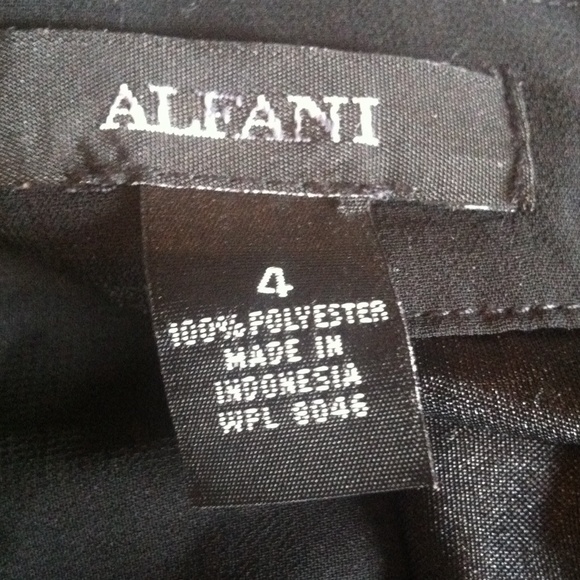 ALFANI
4
100% POLYESTER
MADE IN
INDONESIA
WPL 8046